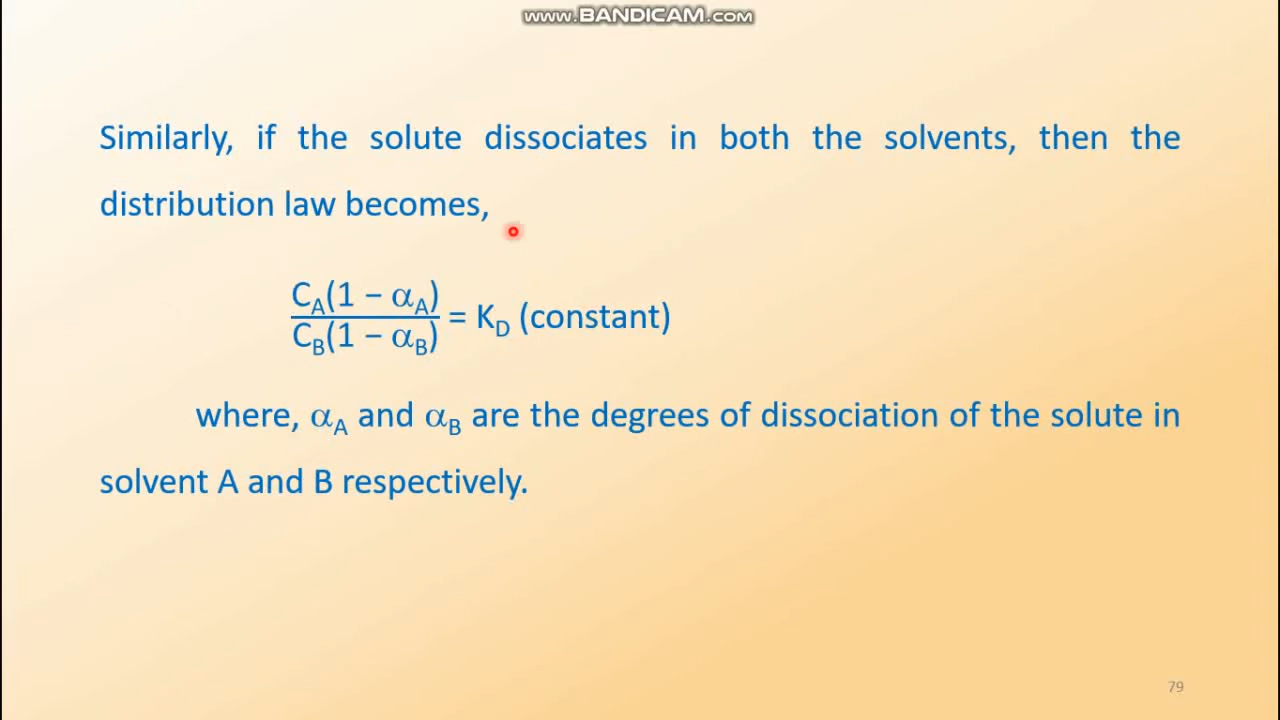 www.BANDICAM.com
Similarly, if the solute dissociates in both the solvents, then the
distribution law becomes,
C_A(1 − α_A)
= K_D (constant)
C_B(1 − α_B)
where, α_A and α_B are the degrees of dissociation of the solute in
solvent A and B respectively.
79